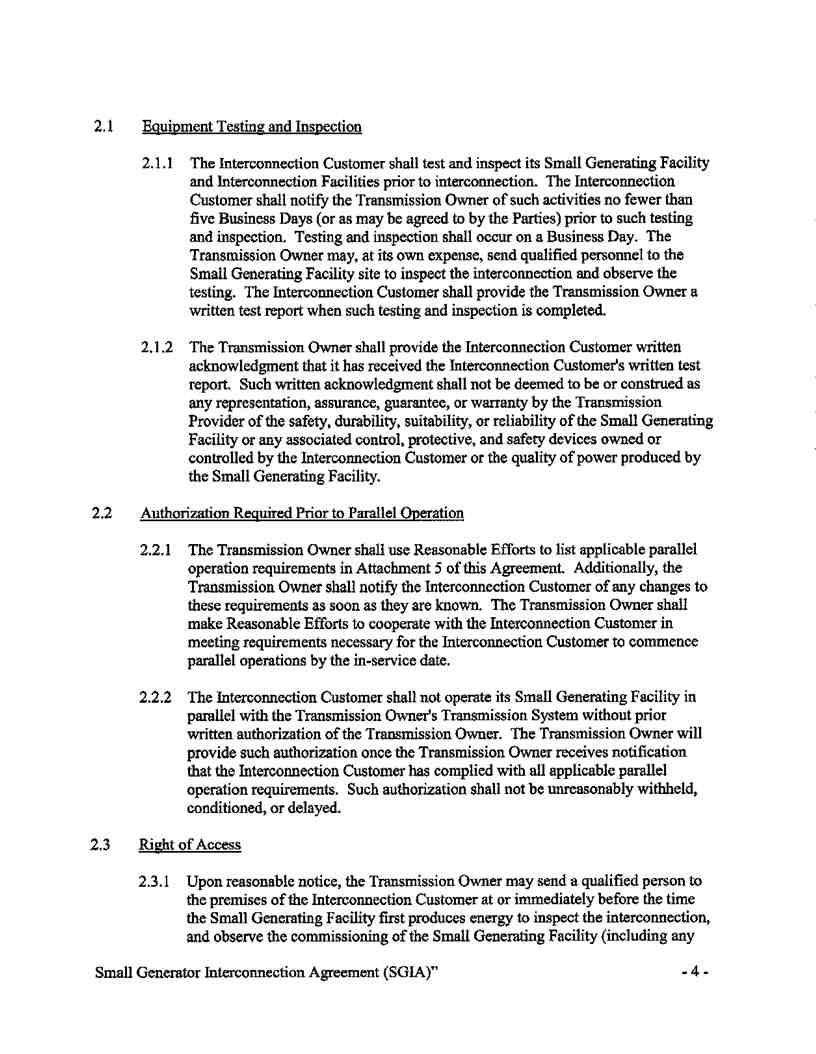 2.1 Equipment Testing and Inspection
2.1.1 The Interconnection Customer shall test and inspect its Small Generating Facility
and Interconnection Facilities prior to interconnection. The Interconnection
Customer shall notify the Transmission Owner of such activities no fewer than
five Business Days (or as may be agreed to by the Parties) prior to such testing
and inspection. Testing and inspection shall occur on a Business Day. The
Transmission Owner may, at its own expense, send qualified personnel to the
Small Generating Facility site to inspect the interconnection and observe the
testing. The Interconnection Customer shall provide the Transmission Owner a
written test report when such testing and inspection is completed.
2.1.2 The Transmission Owner shall provide the Interconnection Customer written
acknowledgment that it has received the Interconnection Customer's written test
report. Such written acknowledgment shall not be deemed to be or construed as
any representation, assurance, guarantee, or warranty by the Transmission
Provider of the safety, durability, suitability, or reliability of the Small Generating
Facility or any associated control, protective, and safety devices owned or
controlled by the Interconnection Customer or the quality of power produced by
the Small Generating Facility.
2.2 Authorization Required Prior to Parallel Operation
2.2.1 The Transmission Owner shall use Reasonable Efforts to list applicable parallel
operation requirements in Attachment 5 of this Agreement. Additionally, the
Transmission Owner shall notify the Interconnection Customer of any changes to
these requirements as soon as they are known. The Transmission Owner shall
make Reasonable Efforts to cooperate with the Interconnection Customer in
meeting requirements necessary for the Interconnection Customer to commence
parallel operations by the in-service date.
2.2.2 The Interconnection Customer shall not operate its Small Generating Facility in
parallel with the Transmission Owner's Transmission System without prior
written authorization of the Transmission Owner. The Transmission Owner will
provide such authorization once the Transmission Owner receives notification
that the Interconnection Customer has complied with all applicable parallel
operation requirements. Such authorization shall not be unreasonably withheld,
conditioned, or delayed.
2.3 Right of Access
2.3.1 Upon reasonable notice, the Transmission Owner may send a qualified person to
the premises of the Interconnection Customer at or immediately before the time
the Small Generating Facility first produces energy to inspect the interconnection,
and observe the commissioning of the Small Generating Facility (including any
Small Generator Interconnection Agreement (SGIA)" - 4 -